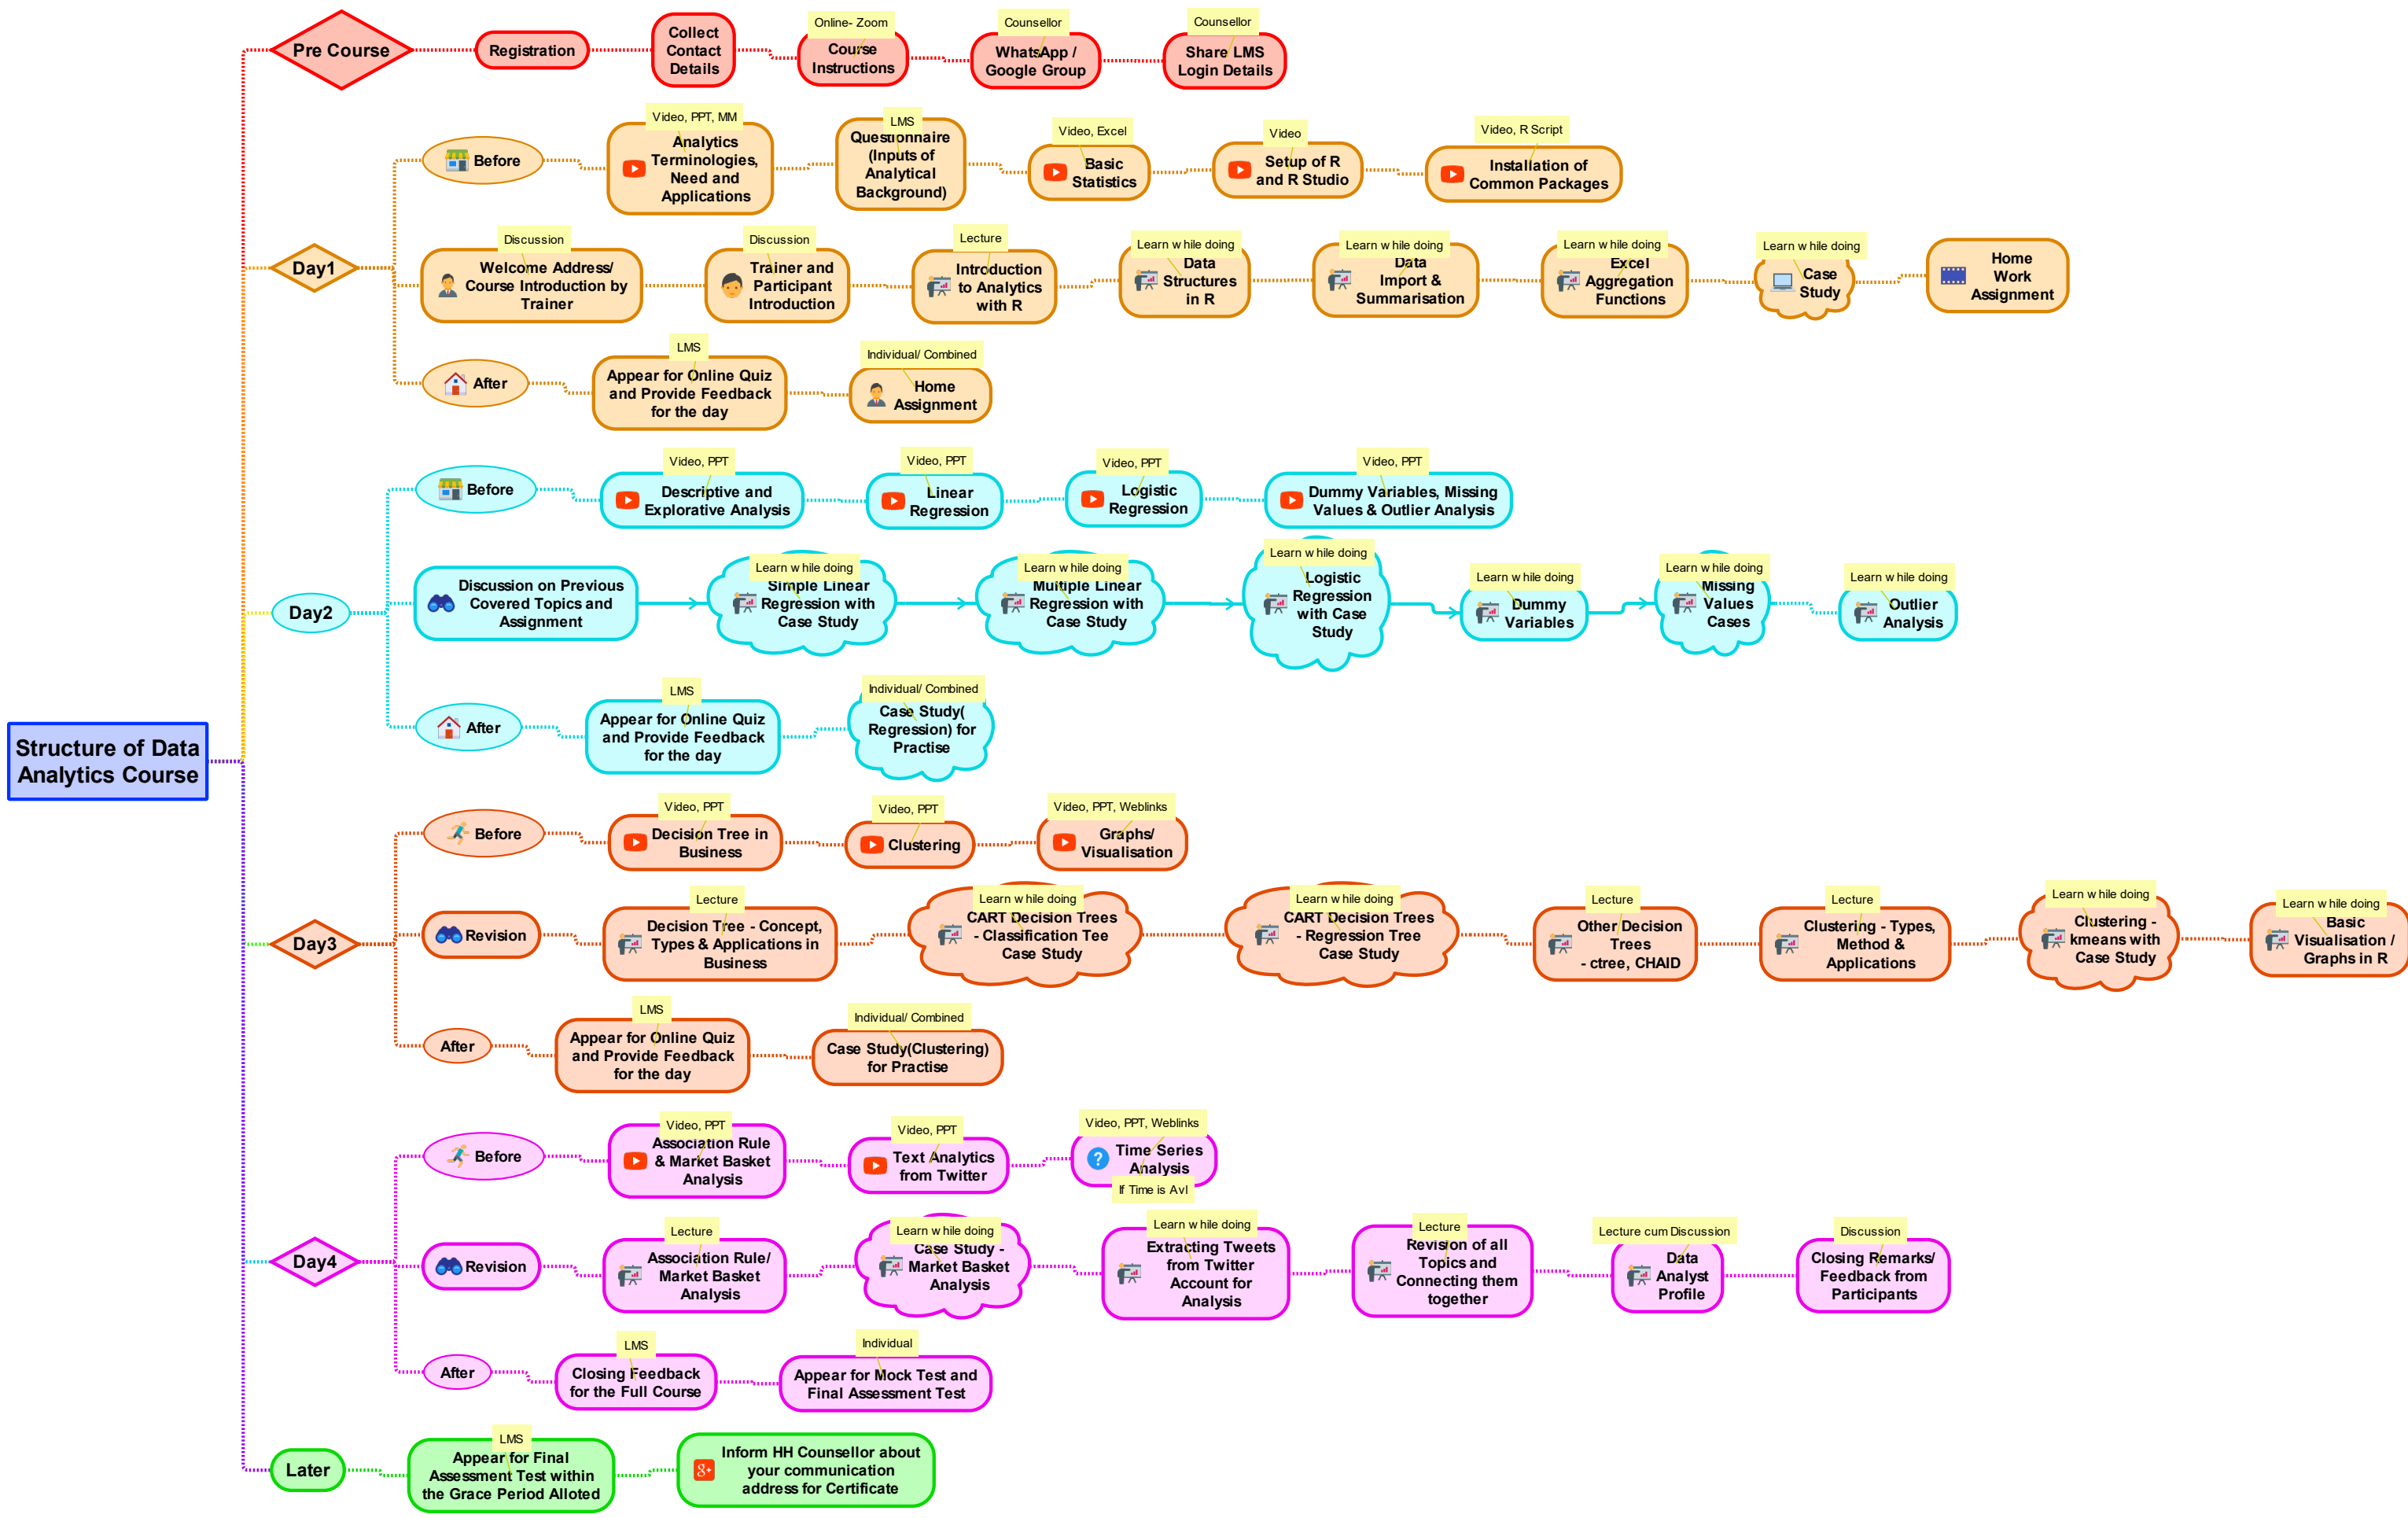 Structure of Data
Analytics Course
Pre Course
Registration
Collect
Contact
Details
Online- Zoom
Course
Instructions
Counsellor
WhatsApp /
Google Group
Counsellor
Share LMS
Login Details
Day1
Before
Video, PPT, MM
Analytics
Terminologies,
Need and
Applications
LMS
Questionnaire
(Inputs of
Analytical
Background)
Video, Excel
Basic
Statistics
Video
Setup of R
and R Studio
Video, R Script
Installation of
Common Packages
Discussion
Welcome Address/
Course Introduction by
Trainer
Discussion
Trainer and
Participant
Introduction
Lecture
Introduction
to Analytics
with R
Learn while doing
Data
Structures
in R
Learn while doing
Data
Import &
Summarisation
Learn while doing
Excel
Aggregation
Functions
Learn while doing
Case
Study
Home
Work
Assignment
After
LMS
Appear for Online Quiz
and Provide Feedback
for the day
Individual/ Combined
Home
Assignment
Day2
Before
Video, PPT
Descriptive and
Explorative Analysis
Video, PPT
Linear
Regression
Video, PPT
Logistic
Regression
Video, PPT
Dummy Variables, Missing
Values & Outlier Analysis
Discussion on Previous
Covered Topics and
Assignment
Learn while doing
Simple Linear
Regression with
Case Study
Learn while doing
Multiple Linear
Regression with
Case Study
Learn while doing
Logistic
Regression
with Case
Study
Learn while doing
Dummy
Variables
Learn while doing
Missing
Values
Cases
Learn while doing
Outlier
Analysis
After
LMS
Appear for Online Quiz
and Provide Feedback
for the day
Individual/ Combined
Case Study(
Regression) for
Practise
Day3
Before
Video, PPT
Decision Tree in
Business
Video, PPT
Clustering
Video, PPT, Weblinks
Graphs/
Visualisation
Revision
Lecture
Decision Tree - Concept,
Types & Applications in
Business
Learn while doing
CART Decision Trees
- Classification Tee
Case Study
Learn while doing
CART Decision Trees
- Regression Tree
Case Study
Lecture
Other Decision
Trees
- ctree, CHAID
Lecture
Clustering - Types,
Method &
Applications
Learn while doing
Clustering -
kmeans with
Case Study
Learn while doing
Basic
Visualisation /
Graphs in R
After
LMS
Appear for Online Quiz
and Provide Feedback
for the day
Individual/ Combined
Case Study(Clustering)
for Practise
Day4
Before
Video, PPT
Association Rule
& Market Basket
Analysis
Video, PPT
Text Analytics
from Twitter
Video, PPT, Weblinks
Time Series
Analysis
If Time is Avl
Revision
Lecture
Association Rule/
Market Basket
Analysis
Learn while doing
Case Study -
Market Basket
Analysis
Learn while doing
Extracting Tweets
from Twitter
Account for
Analysis
Lecture
Revision of all
Topics and
Connecting them
together
Lecture cum Discussion
Data
Analyst
Profile
Discussion
Closing Remarks/
Feedback from
Participants
After
LMS
Closing Feedback
for the Full Course
Individual
Appear for Mock Test and
Final Assessment Test
Later
LMS
Appear for Final
Assessment Test within
the Grace Period Alloted
Inform HH Counsellor about
your communication
address for Certificate